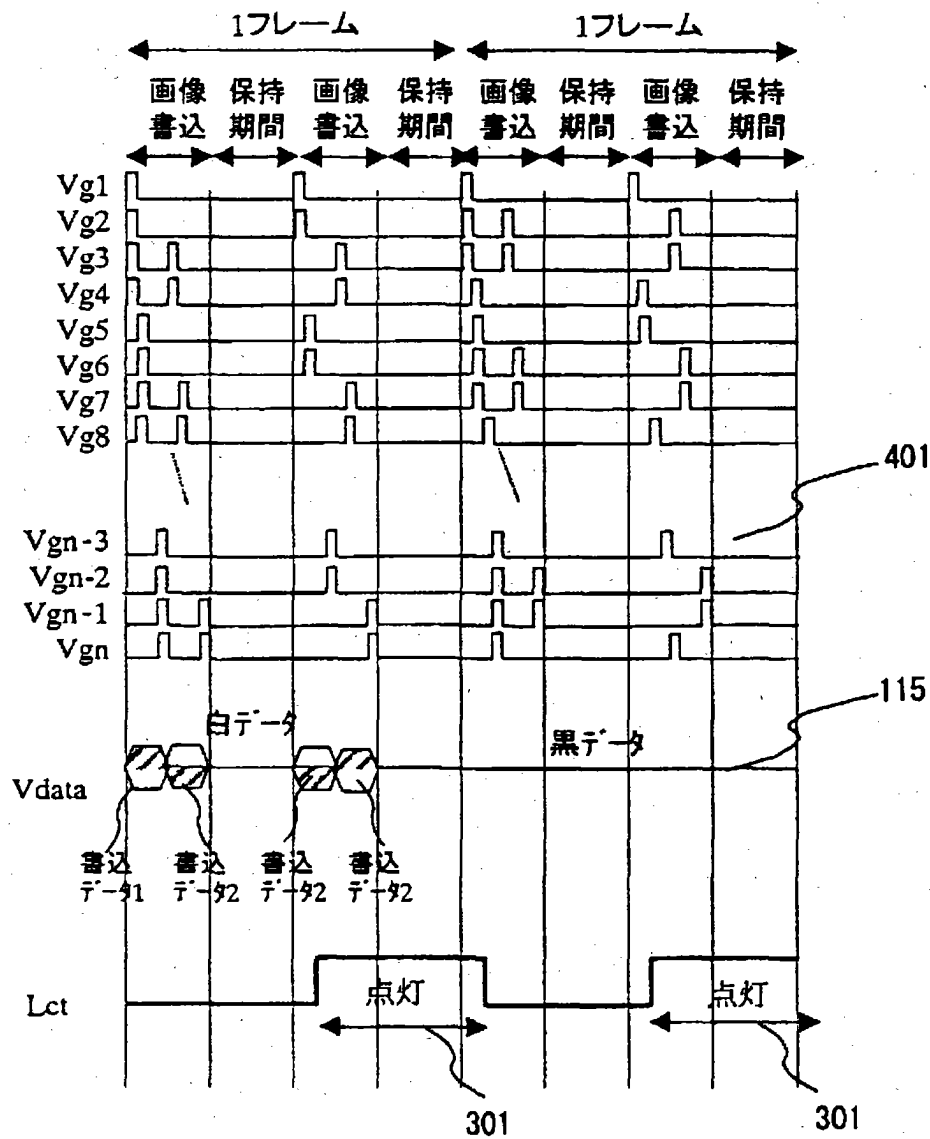 1フレーム 1フレーム
画像 保持 画像 保持 画像 保持 画像 保持
書込 期間 書込 期間 書込 期間 書込 期間
Vg1
Vg2
Vg3
Vg4
Vg5
Vg6
Vg7
Vg8
401
Vgn-3
Vgn-2
Vgn-1
Vgn
115
白データ 黒データ
Vdata
書込 書込 書込 書込
データ1 データ2 データ2 データ2
Lct 点灯 点灯
301 301